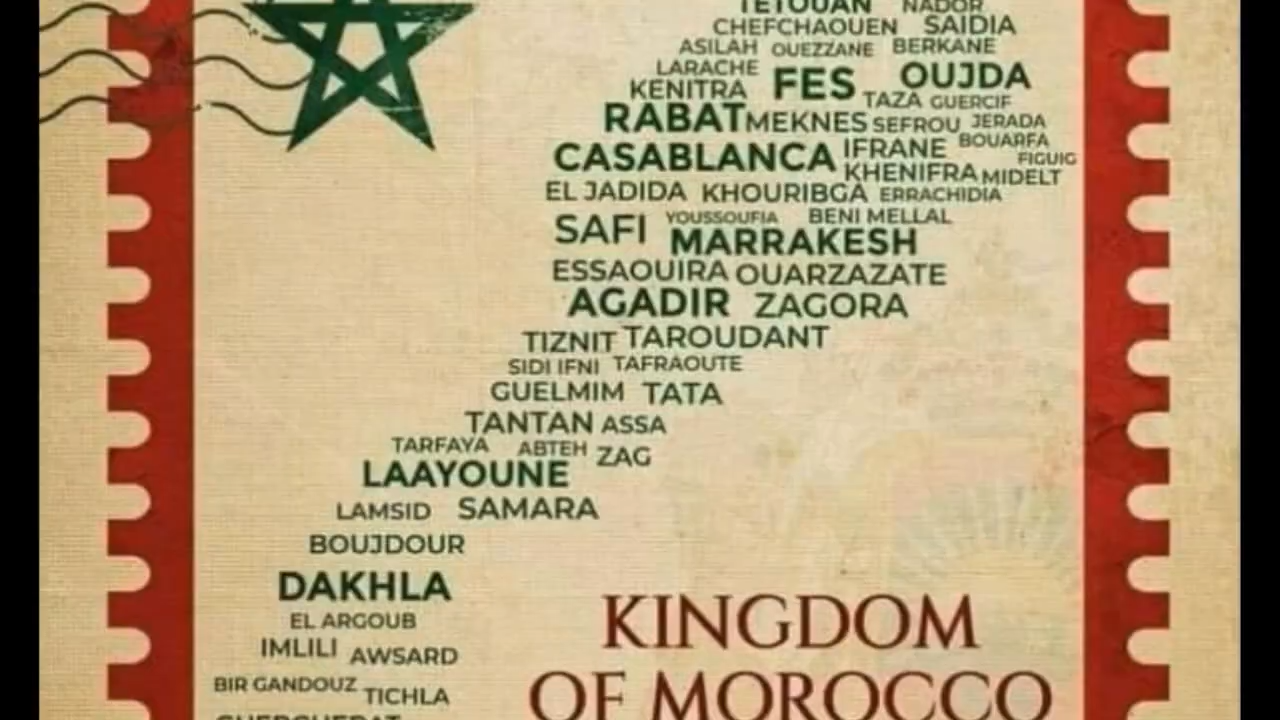 TETOUAN NADOR
CHEFCHAOUEN SAIDIA
ASILAH OUEZZANE BERKANE
LARACHE FES OUJDA
KENITRA TAZA GUERCIF
RABAT MEKNES SEFROU JERADA
CASABLANCA IFRANE BOUARFA
KHENIFRA MIDELT FIGUIG
EL JADIDA KHOURIBGA ERRACHIDIA
SAFI YOUSSOUFIA BENI MELLAL
MARRAKESH
ESSAOUIRA OUARZAZATE
AGADIR ZAGORA
TIZNIT TAROUDANT
SIDI IFNI TAFRAOUTE
GUELMIM TATA
TANTAN ASSA
TARFAYA ABTEH ZAG
LAAYOUNE
LAMSID SAMARA
BOUJDOUR
DAKHLA
EL ARGOUB
IMLILI AWSARD
BIR GANDOUZ TICHLA
GUERGUERAT
KINGDOM
OF MOROCCO